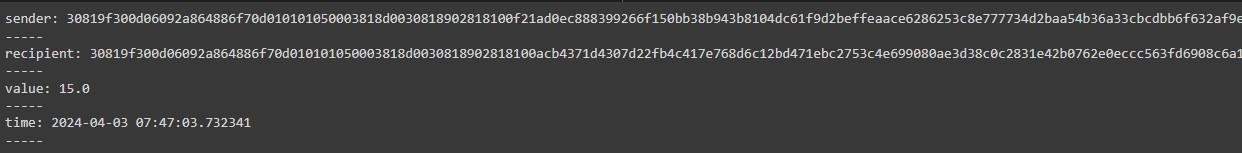 sender: 30819f300d06092a864886f70d010101050003818d0030818902818100f21ad0ec888399266f150bb38b943b8104dc61f9d2beffeaace6286253c8e777734d2baa54b36a33cbcdbb6f632af9e
-----
recipient: 30819f300d06092a864886f70d010101050003818d0030818902818100acb4371d4307d22fb4c417e768d6c12bd471ebc2753c4e699080ae3d38c0c2831e42b0762e0eccc563fd6908c6a1
-----
value: 15.0
-----
time: 2024-04-03 07:47:03.732341
-----